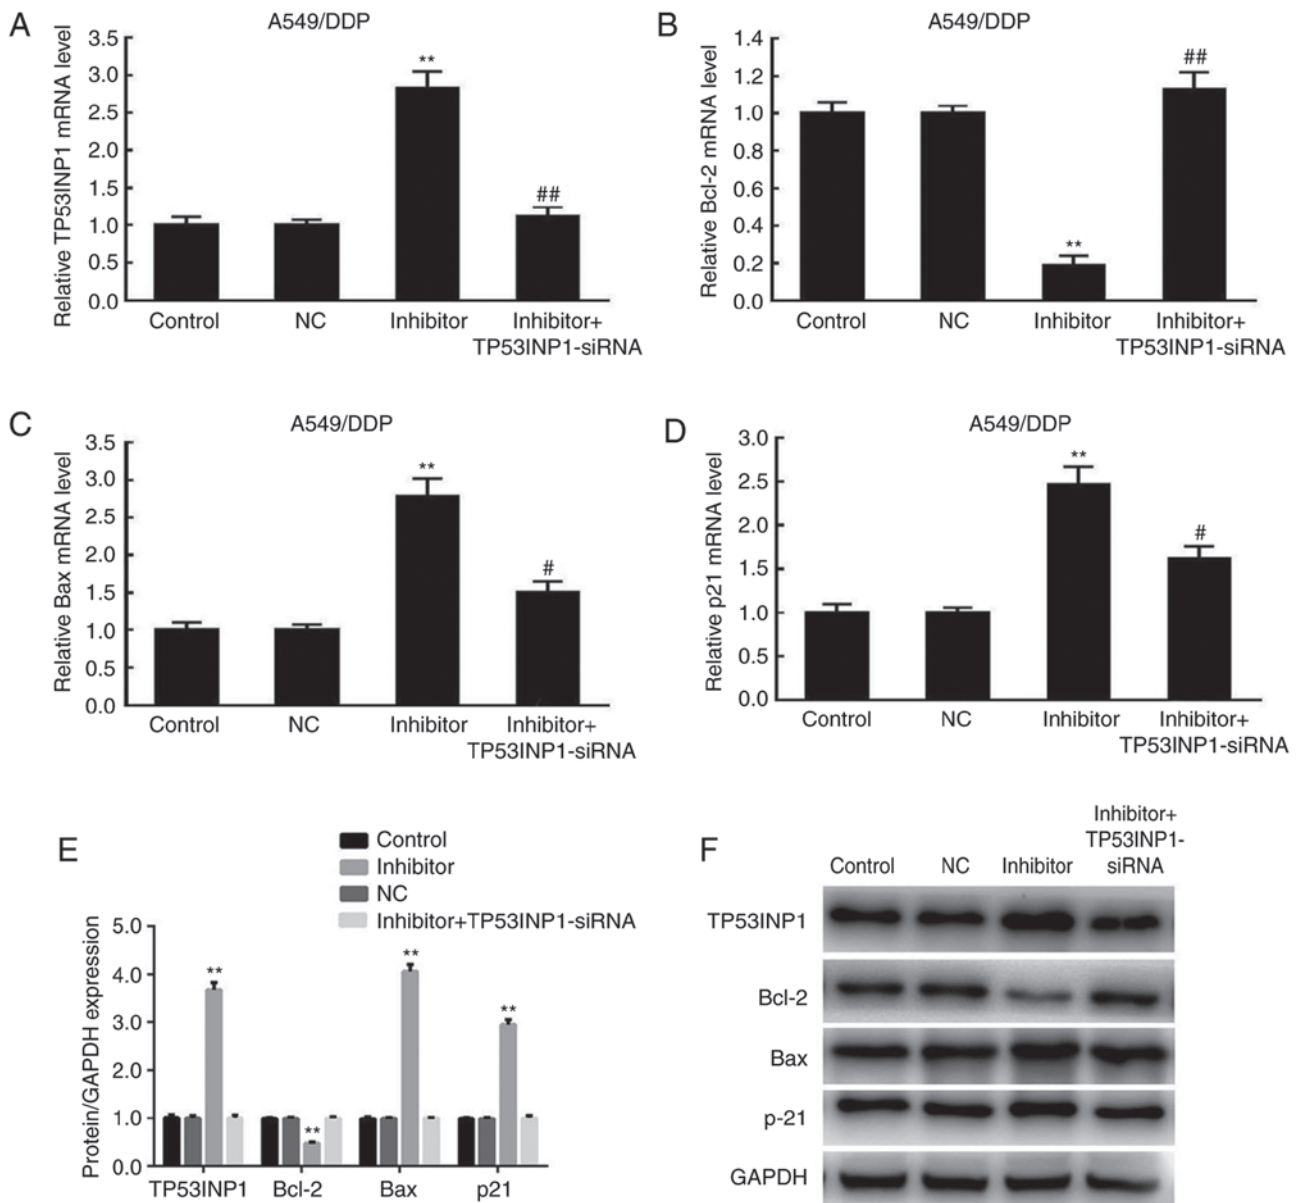 A
A549/DDP
Relative TP53INP1 mRNA level
3.5
3.0
2.5
2.0
1.5
1.0
0.5
0.0
**
##
Control
NC
Inhibitor
Inhibitor+
TP53INP1-siRNA
B
A549/DDP
Relative Bcl-2 mRNA level
1.4
1.2
1.0
0.8
0.6
0.4
0.2
0.0
**
##
Control
NC
Inhibitor
Inhibitor+
TP53INP1-siRNA
C
A549/DDP
Relative Bax mRNA level
3.5
3.0
2.5
2.0
1.5
1.0
0.5
0.0
**
#
Control
NC
Inhibitor
Inhibitor+
TP53INP1-siRNA
D
A549/DDP
Relative p21 mRNA level
3.0
2.5
2.0
1.5
1.0
0.5
0.0
**
#
Control
NC
Inhibitor
Inhibitor+
TP53INP1-siRNA
E
Control
Inhibitor
NC
Inhibitor+TP53INP1-siRNA
Protein/GAPDH expression
5.0
4.0
3.0
2.0
1.0
0.0
**
**
**
**
TP53INP1
Bcl-2
Bax
p21
F
Control
NC
Inhibitor
Inhibitor+
TP53INP1-
siRNA
TP53INP1
Bcl-2
Bax
p-21
GAPDH